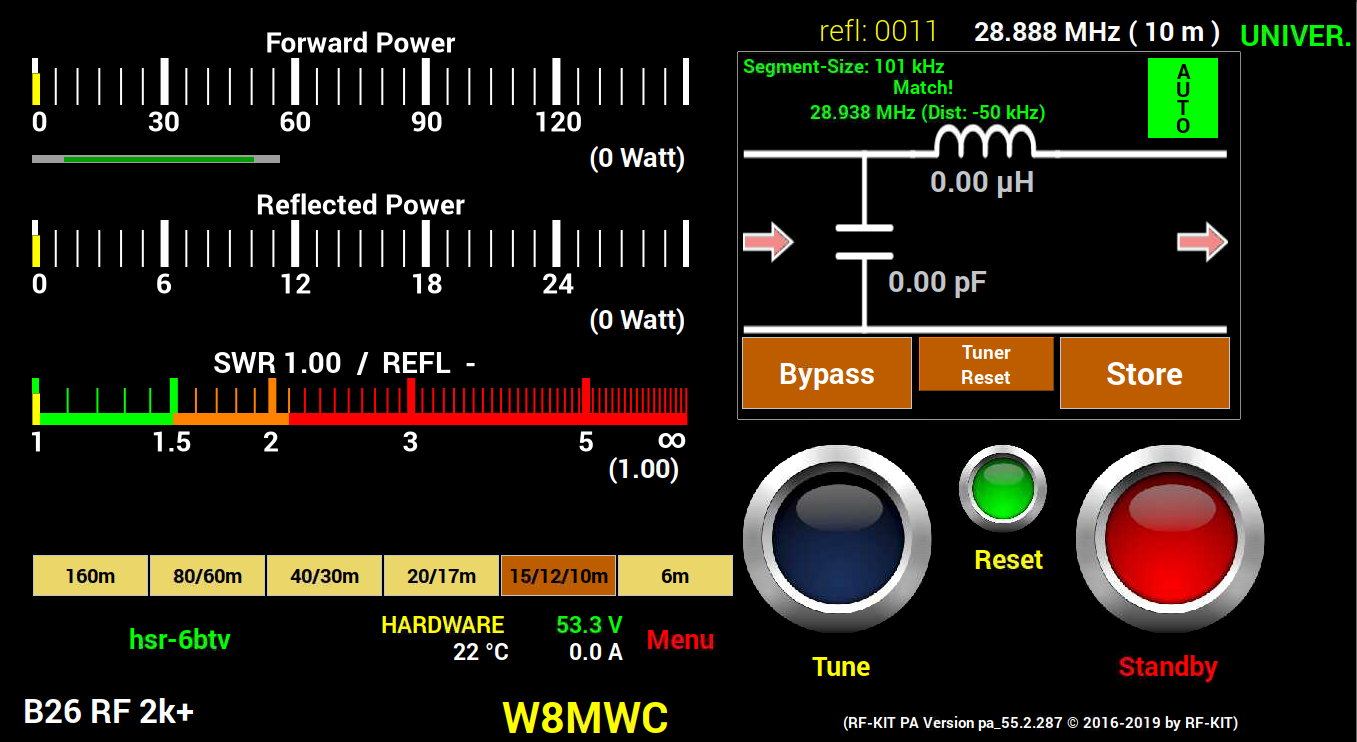 refl: 0011 28.888 MHz ( 10 m ) UNIVER.
Forward Power
0 30 60 90 120
(0 Watt)
Reflected Power
0 6 12 18 24
(0 Watt)
SWR 1.00 / REFL -
1 1.5 2 3 5 ∞
(1.00)
Segment-Size: 101 kHz
Match!
28.938 MHz (Dist: -50 kHz)
AUTO
0.00 µH
0.00 pF
Bypass
Tuner
Reset
Store
160m 80/60m 40/30m 20/17m 15/12/10m 6m
Reset
Tune
Standby
hsr-6btv
HARDWARE 53.3 V
22 °C 0.0 A
Menu
B26 RF 2k+
W8MWC
(RF-KIT PA Version pa_55.2.287 © 2016-2019 by RF-KIT)